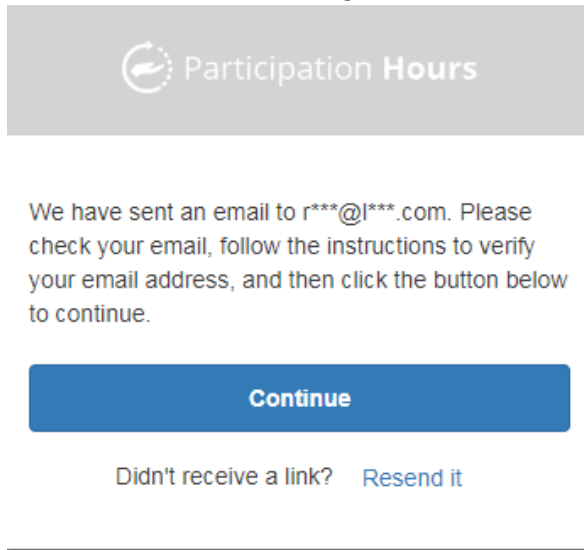 Participation Hours
We have sent an email to r***@l***.com. Please
check your email, follow the instructions to verify
your email address, and then click the button below
to continue.
Continue
Didn't receive a link? Resend it